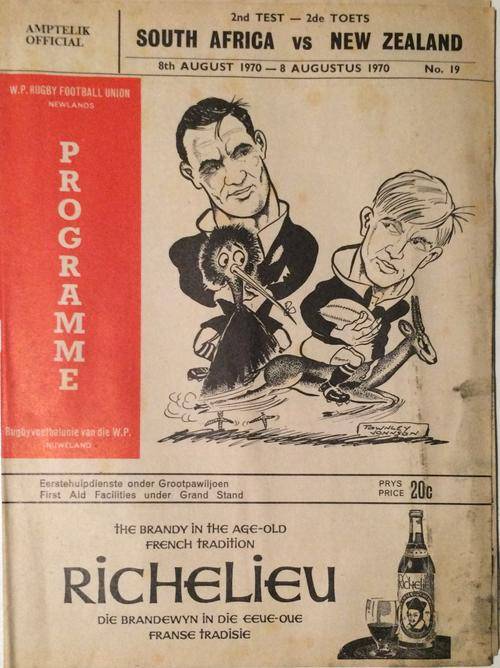 AMPTELIK
OFFICIAL
2nd TEST — 2de TOETS
SOUTH AFRICA vs NEW ZEALAND
8th AUGUST 1970 — 8 AUGUSTUS 1970 No. 19
W.P. RUGBY FOOTBALL UNION
NEWLANDS
PROGRAMME
Rugbyvoetbalunie van die W.P.
NUWELAND
TOWNLEY
JOHNSON
Eerstehulpdienste onder Grootpawiljoen
First Aid Facilities under Grand Stand
PRYS
PRICE 20c
THE BRANDY IN THE AGE-OLD
FRENCH TRADITION
RICHELIEU
DIE BRANDEWYN IN DIE EEUE-OUE
FRANSE TRADISIE